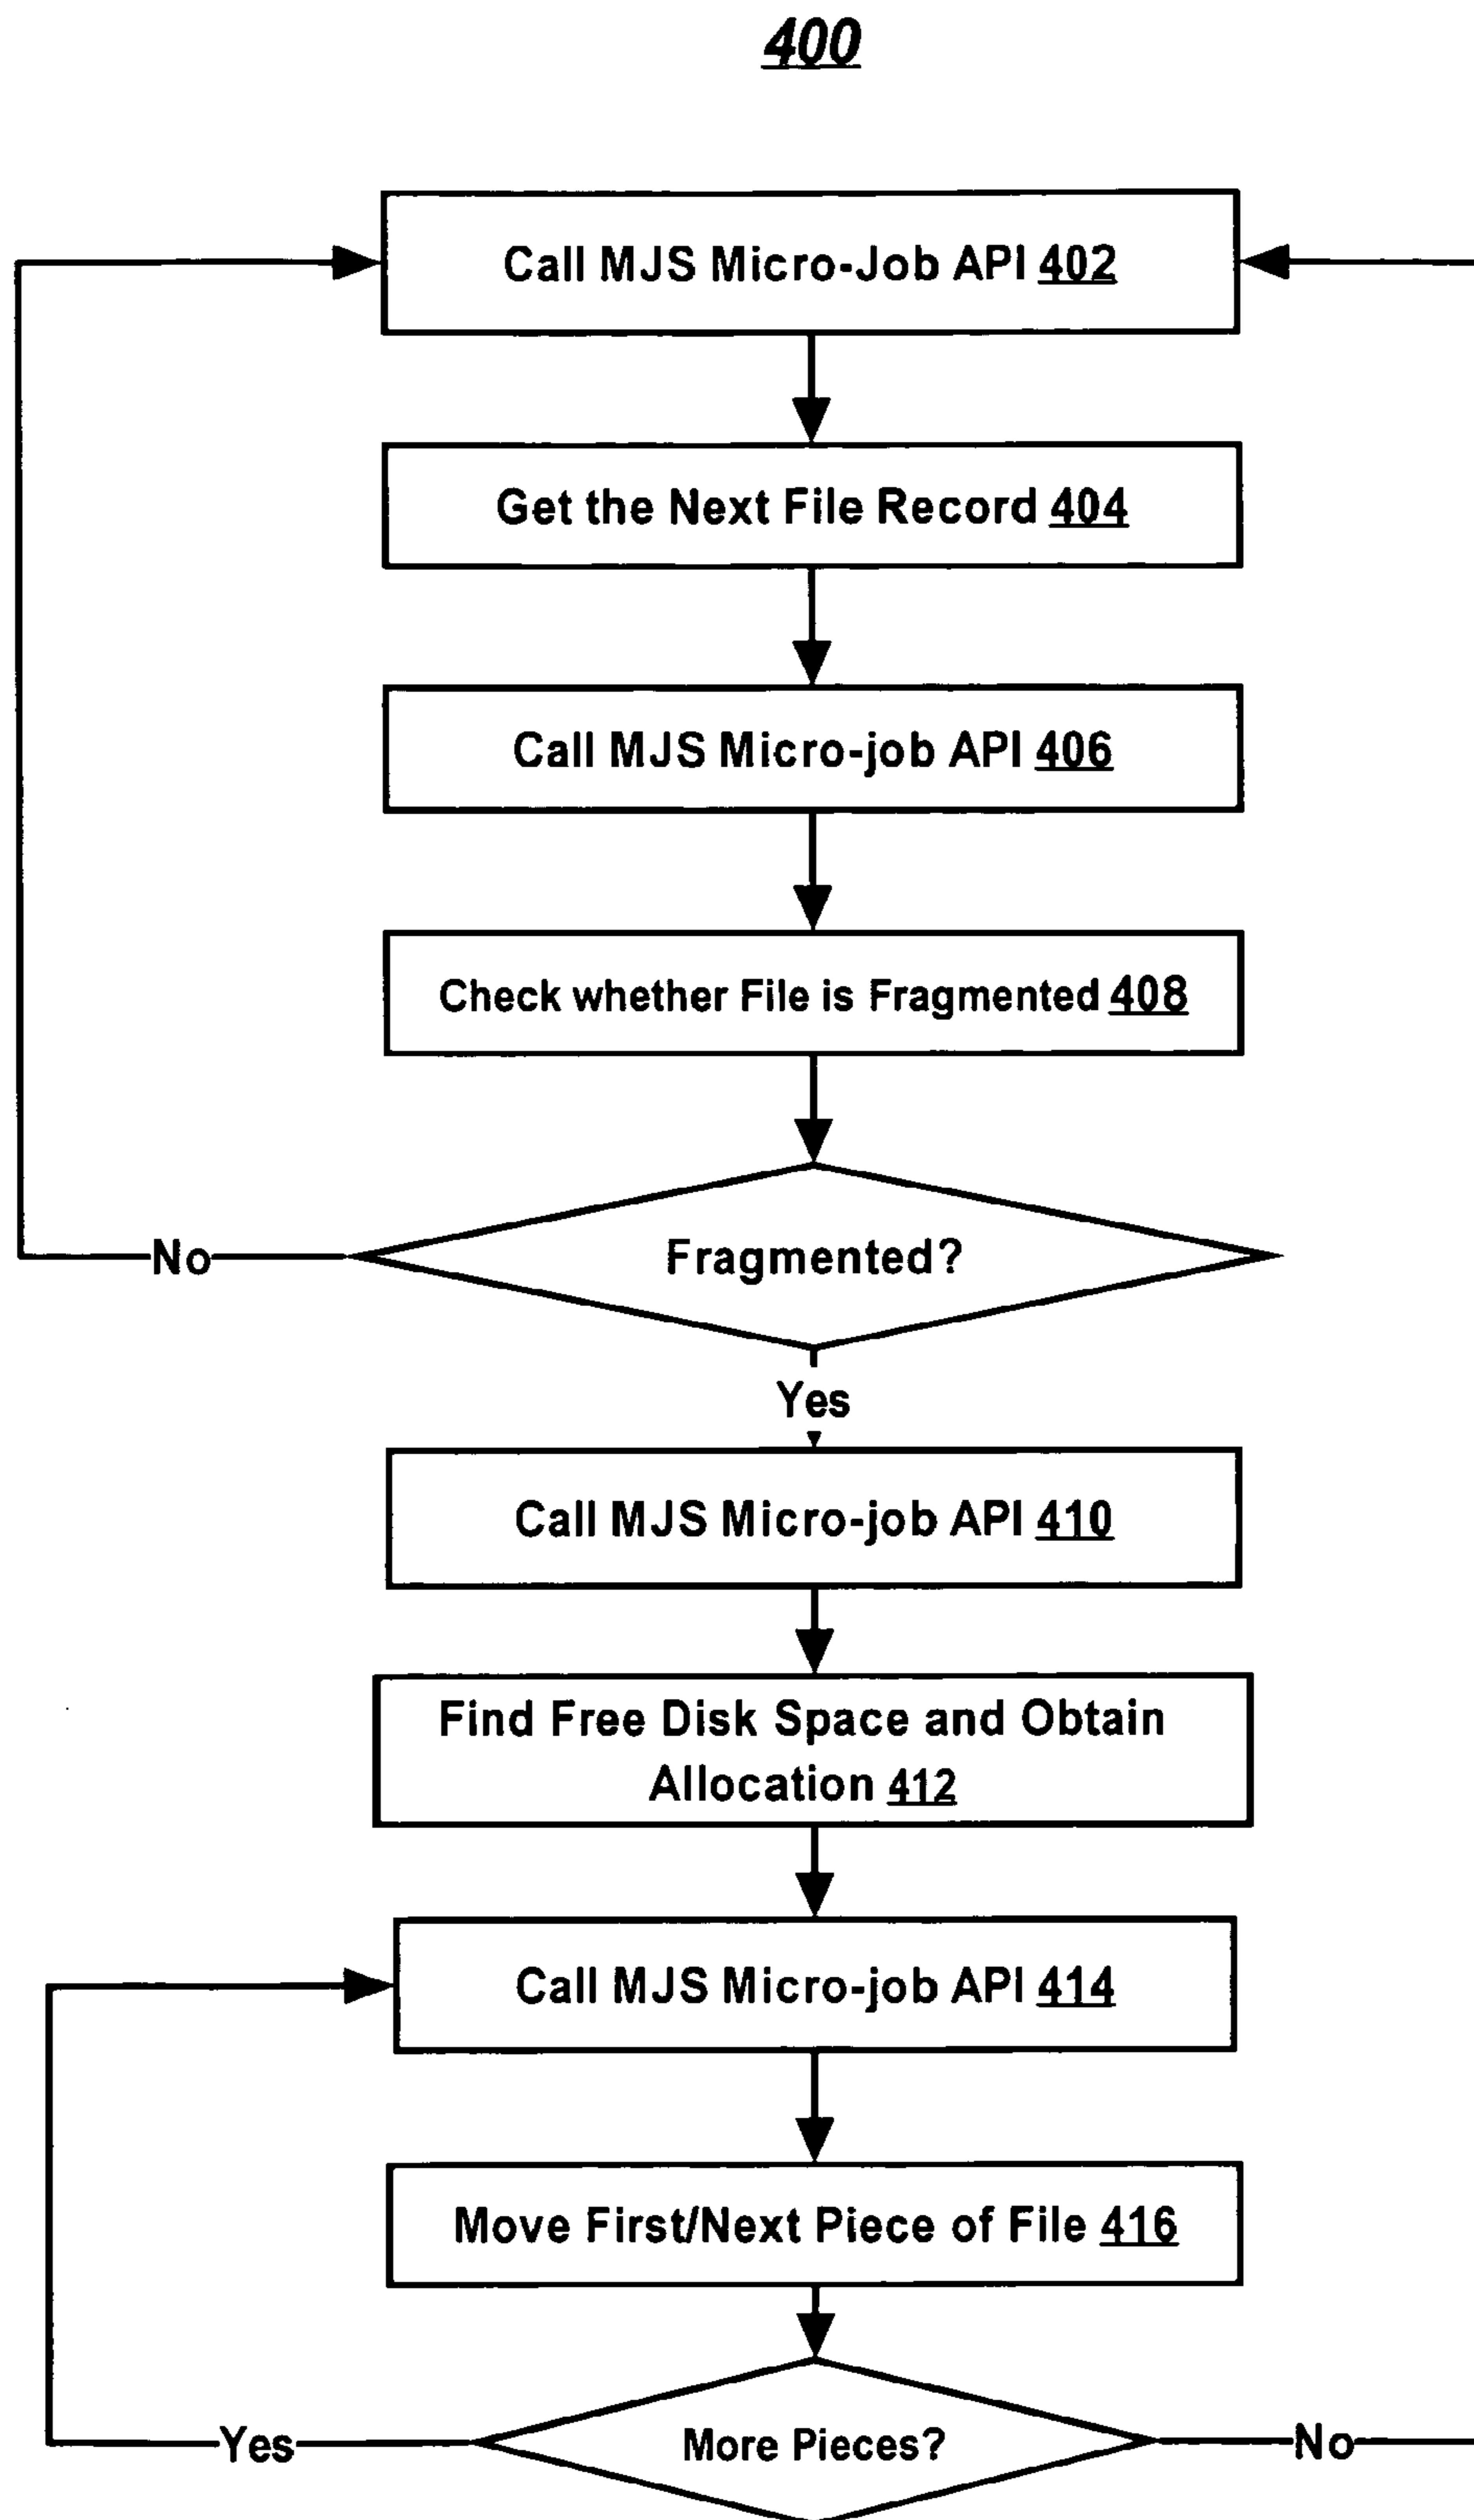 400
Call MJS Micro-Job API 402
Get the Next File Record 404
Call MJS Micro-job API 406
Check whether File is Fragmented 408
Fragmented?
No
Yes
Call MJS Micro-job API 410
Find Free Disk Space and Obtain
Allocation 412
Call MJS Micro-job API 414
Move First/Next Piece of File 416
More Pieces?
Yes
No